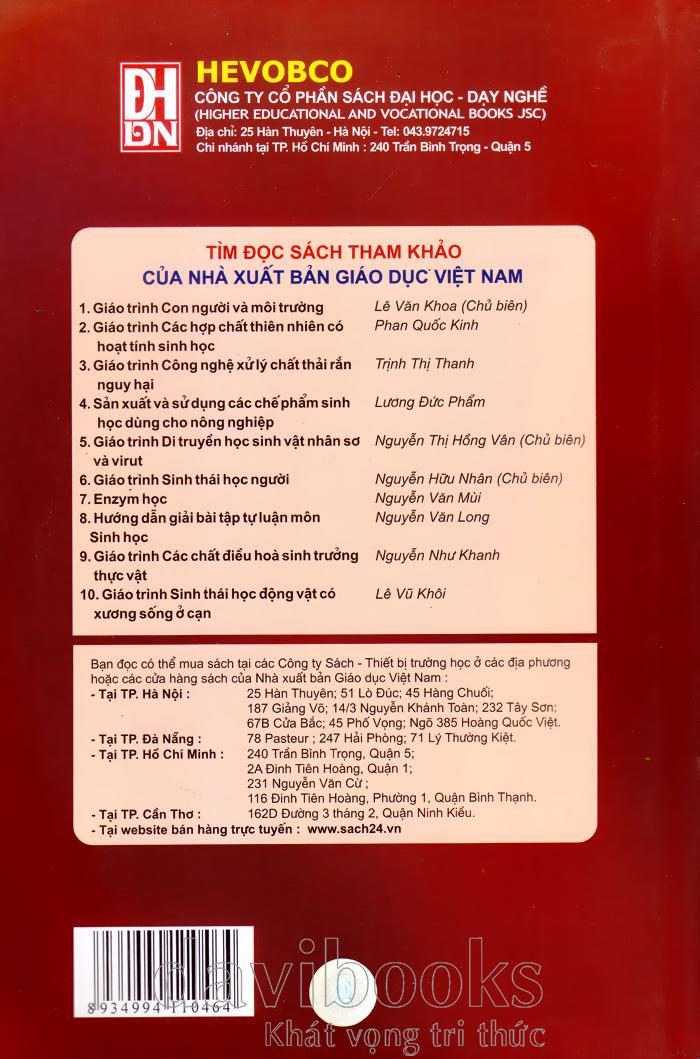 ĐH
DN
HEVOBCO
CÔNG TY CỔ PHẦN SÁCH ĐẠI HỌC - DẠY NGHỀ
(HIGHER EDUCATIONAL AND VOCATIONAL BOOKS JSC)
Địa chỉ: 25 Hàn Thuyên - Hà Nội - Tel: 043.9724715
Chi nhánh tại TP. Hồ Chí Minh : 240 Trần Bình Trọng - Quận 5
TÌM ĐỌC SÁCH THAM KHẢO
CỦA NHÀ XUẤT BẢN GIÁO DỤC VIỆT NAM
1. Giáo trình Con người và môi trường Lê Văn Khoa (Chủ biên)
2. Giáo trình Các hợp chất thiên nhiên có Phan Quốc Kinh
hoạt tính sinh học
3. Giáo trình Công nghệ xử lý chất thải rắn Trịnh Thị Thanh
nguy hại
4. Sản xuất và sử dụng các chế phẩm sinh Lương Đức Phẩm
học dùng cho nông nghiệp
5. Giáo trình Di truyền học sinh vật nhân sơ Nguyễn Thị Hồng Vân (Chủ biên)
và virut
6. Giáo trình Sinh thái học người Nguyễn Hữu Nhân (Chủ biên)
7. Enzym học Nguyễn Văn Mùi
8. Hướng dẫn giải bài tập tự luận môn Nguyễn Văn Long
Sinh học
9. Giáo trình Các chất điều hoà sinh trưởng Nguyễn Như Khanh
thực vật
10. Giáo trình Sinh thái học động vật có Lê Vũ Khôi
xương sống ở cạn
Bạn đọc có thể mua sách tại các Công ty Sách - Thiết bị trường học ở các địa phương
hoặc các cửa hàng sách của Nhà xuất bản Giáo dục Việt Nam :
- Tại TP. Hà Nội : 25 Hàn Thuyên; 51 Lò Đúc; 45 Hàng Chuối;
187 Giảng Võ; 14/3 Nguyễn Khánh Toàn; 232 Tây Sơn;
67B Cửa Bắc; 45 Phố Vọng; Ngõ 385 Hoàng Quốc Việt.
- Tại TP. Đà Nẵng : 78 Pasteur ; 247 Hải Phòng; 71 Lý Thường Kiệt.
- Tại TP. Hồ Chí Minh : 240 Trần Bình Trọng, Quận 5;
2A Đinh Tiên Hoàng, Quận 1;
231 Nguyễn Văn Cừ ;
116 Đinh Tiên Hoàng, Phường 1, Quận Bình Thạnh.
- Tại TP. Cần Thơ : 162D Đường 3 tháng 2, Quận Ninh Kiều.
- Tại website bán hàng trực tuyến : www.sach24.vn
8934994110464
davibooks
Khát vọng tri thức